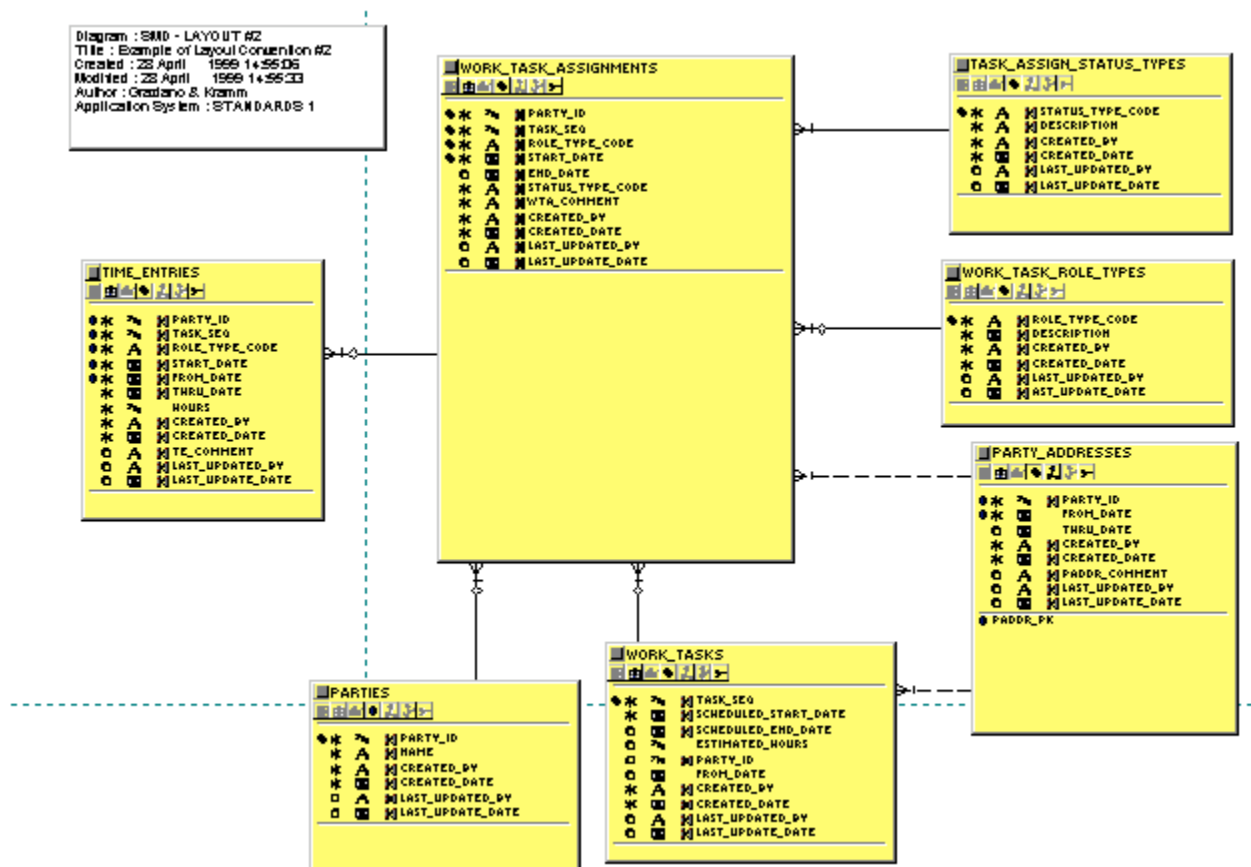 Diagram : SMD - LAYOUT #2
Title : Example of Layout Convention #2
Created : 28 April 1999 14:55:06
Modified : 28 April 1999 14:55:33
Author : Graziano & Kramm
Application System : STANDARDS 1
WORK_TASK_ASSIGNMENTS
PARTY_ID
TASK_SEQ
ROLE_TYPE_CODE
START_DATE
END_DATE
STATUS_TYPE_CODE
WTA_COMMENT
CREATED_BY
CREATED_DATE
LAST_UPDATED_BY
LAST_UPDATE_DATE
TASK_ASSIGN_STATUS_TYPES
STATUS_TYPE_CODE
DESCRIPTION
CREATED_BY
CREATED_DATE
LAST_UPDATED_BY
LAST_UPDATE_DATE
TIME_ENTRIES
PARTY_ID
TASK_SEQ
ROLE_TYPE_CODE
START_DATE
FROM_DATE
THRU_DATE
HOURS
CREATED_BY
CREATED_DATE
TE_COMMENT
LAST_UPDATED_BY
LAST_UPDATE_DATE
WORK_TASK_ROLE_TYPES
ROLE_TYPE_CODE
DESCRIPTION
CREATED_BY
CREATED_DATE
LAST_UPDATED_BY
AST_UPDATE_DATE
PARTY_ADDRESSES
PARTY_ID
FROM_DATE
THRU_DATE
CREATED_BY
CREATED_DATE
PADDR_COMMENT
LAST_UPDATED_BY
LAST_UPDATE_DATE
PADDR_PK
PARTIES
PARTY_ID
NAME
CREATED_BY
CREATED_DATE
LAST_UPDATED_BY
LAST_UPDATE_DATE
WORK_TASKS
TASK_SEQ
SCHEDULED_START_DATE
SCHEDULED_END_DATE
ESTIMATED_HOURS
PARTY_ID
FROM_DATE
CREATED_BY
CREATED_DATE
LAST_UPDATED_BY
LAST_UPDATE_DATE